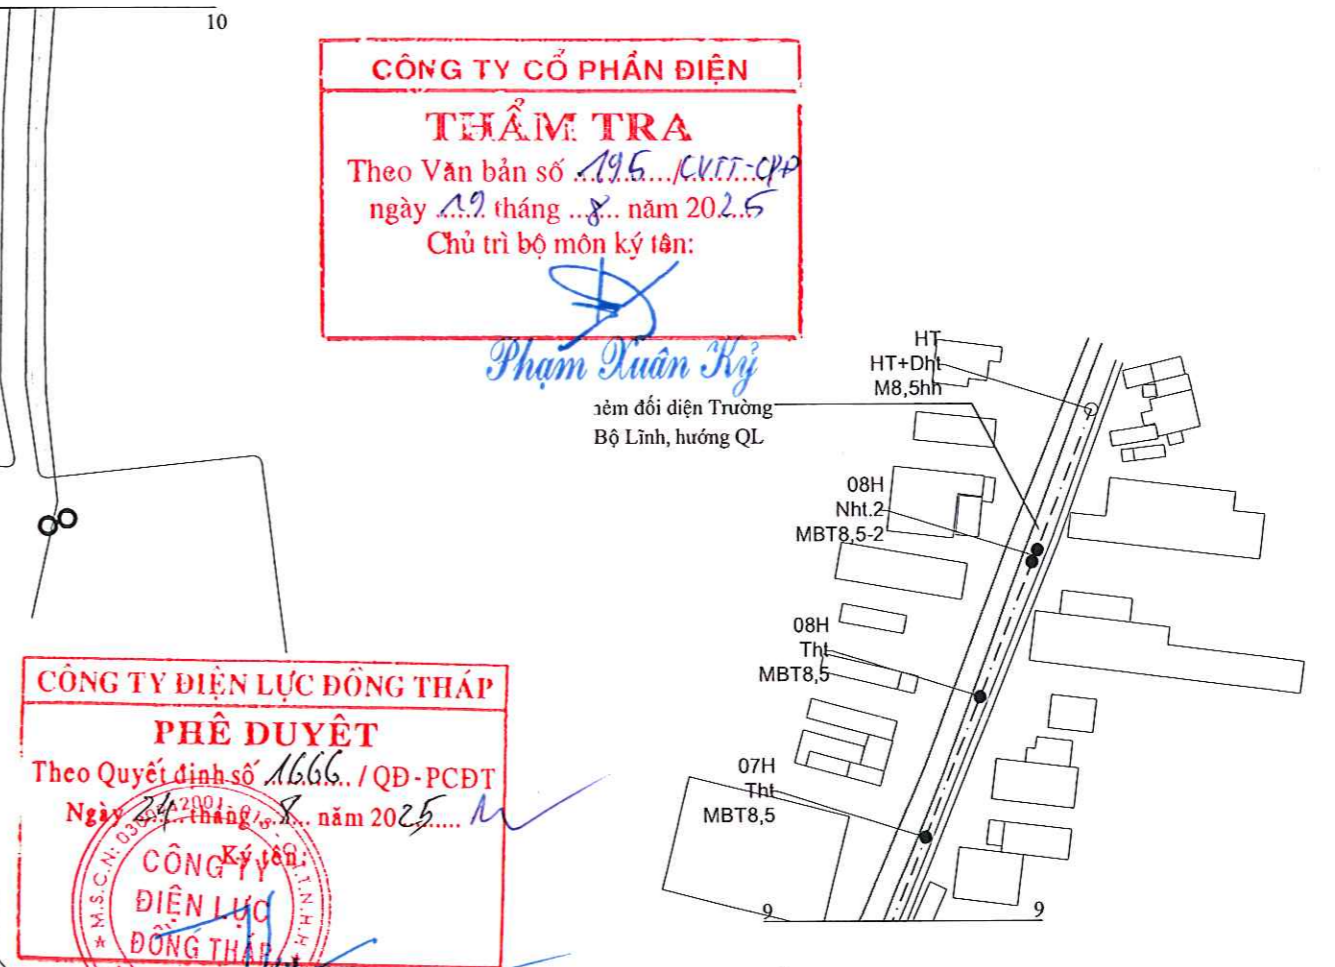 10
CÔNG TY CỔ PHẦN ĐIỆN
THẨM TRA
Theo Văn bản số 195/CVTT-CPP
ngày 19 tháng 8 năm 2025
Chủ trì bộ môn ký tên:
Phạm Xuân Kỷ
HT
HT+Dht
M8,5hh
đối diện Trường
Bộ Lĩnh, hướng QL
08H
Nht.2
MBT8,5-2
08H
Tht
MBT8,5
07H
Tht
MBT8,5
9
9
CÔNG TY ĐIỆN LỰC ĐỒNG THÁP
PHÊ DUYỆT
Theo Quyết định số 1666 / QĐ-PCĐT
Ngày 24 tháng 8 năm 2025
Ký tên:
M.S.C.N:
C.T.T.N.H.H
CÔNG TY
ĐIỆN LỰC
ĐỒNG THÁP